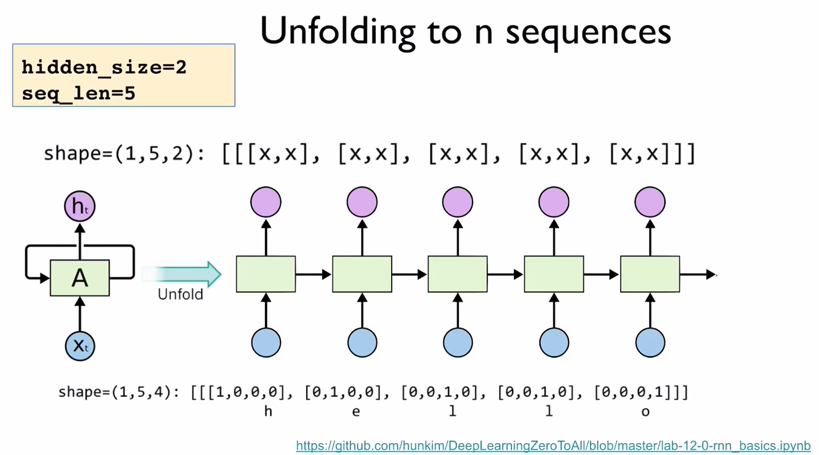 Unfolding to n sequences
hidden_size=2
seq_len=5
shape=(1,5,2): [[[x,x], [x,x], [x,x], [x,x], [x,x]]]
ht
A
Unfold
xt
shape=(1,5,4): [[[1,0,0,0], [0,1,0,0], [0,0,1,0], [0,0,1,0], [0,0,0,1]]]
h e l l o
https://github.com/hunkim/DeepLearningZeroToAll/blob/master/lab-12-0-rnn_basics.ipynb